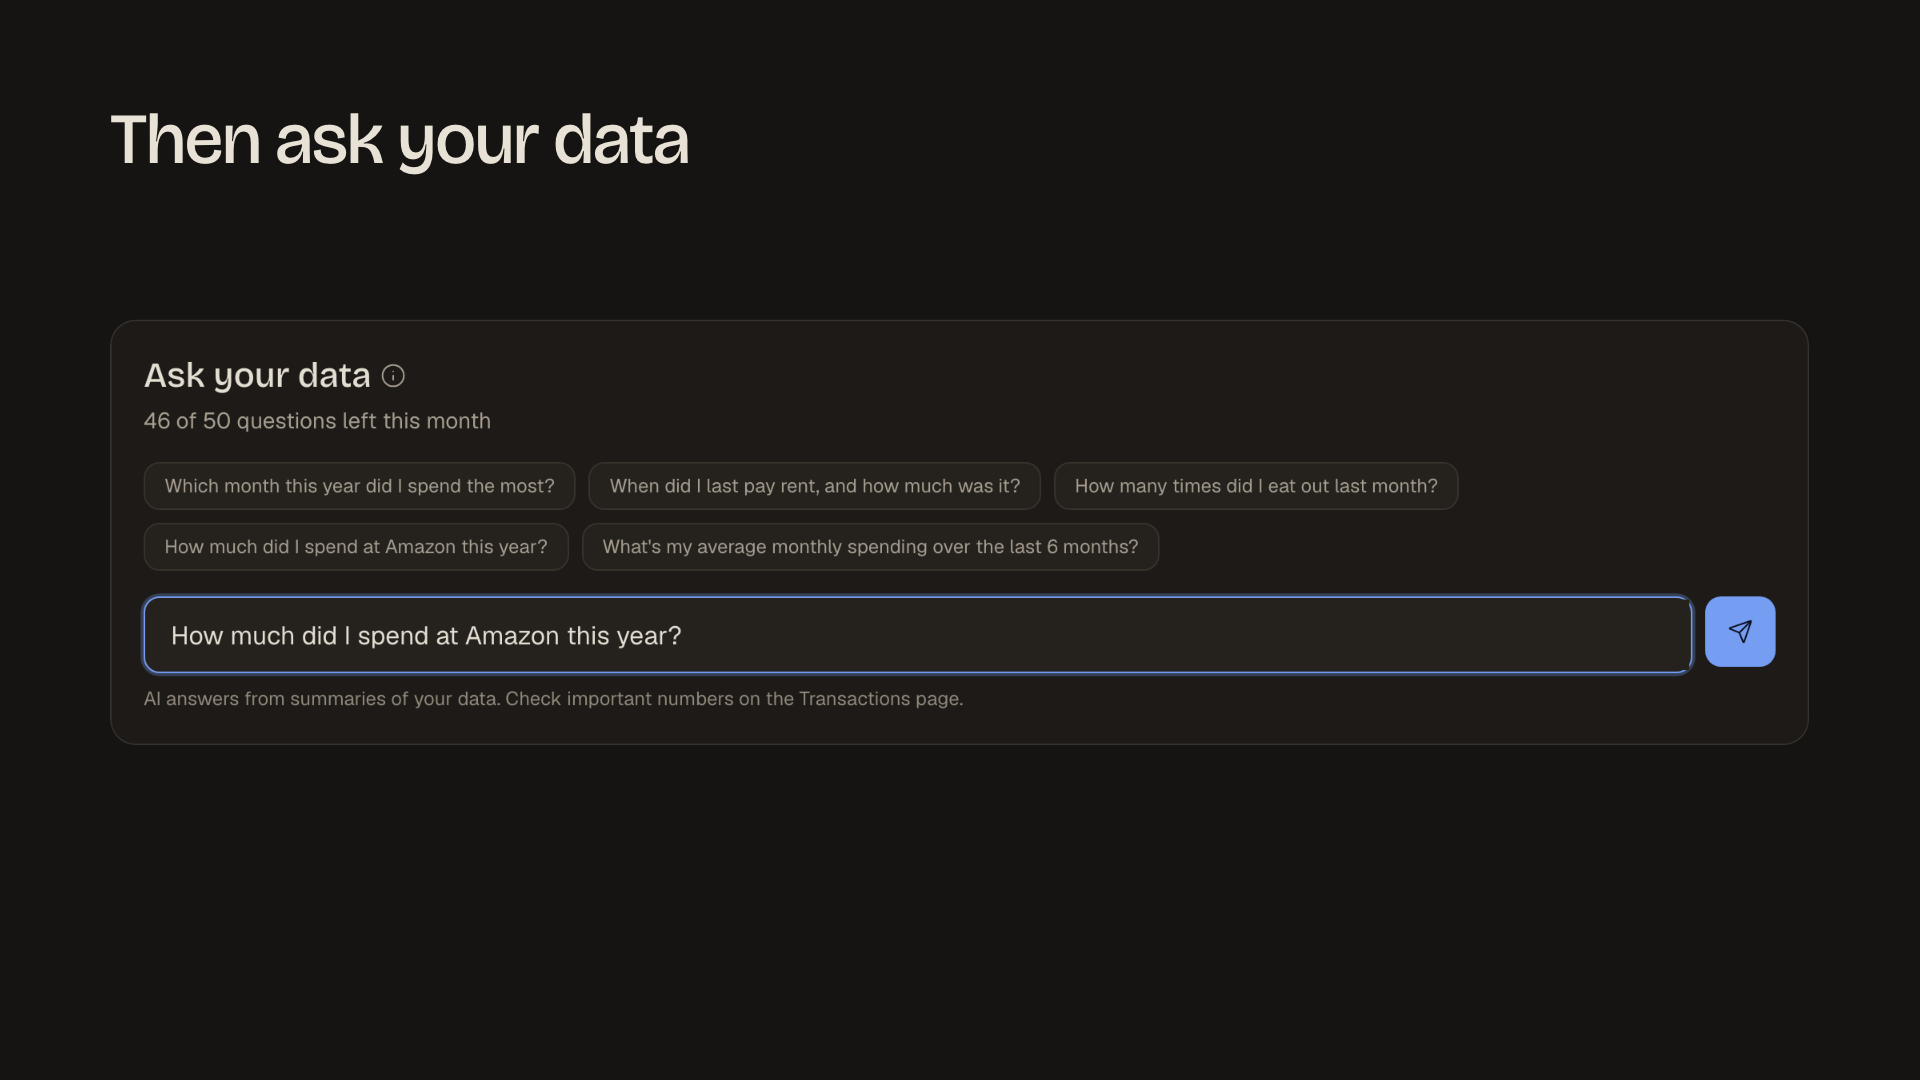 Then ask your data
Ask your data
46 of 50 questions left this month
Which month this year did I spend the most?
When did I last pay rent, and how much was it?
How many times did I eat out last month?
How much did I spend at Amazon this year?
What's my average monthly spending over the last 6 months?
How much did I spend at Amazon this year?
AI answers from summaries of your data. Check important numbers on the Transactions page.